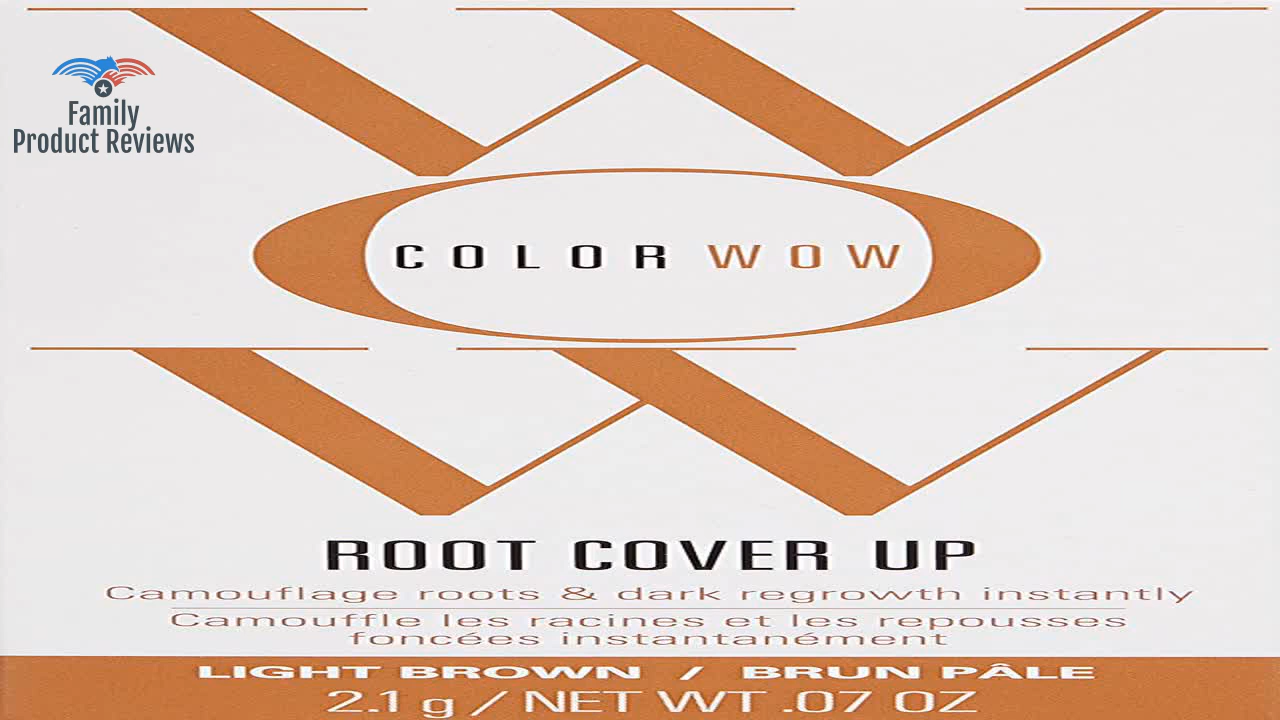 Family
Product Reviews
W
O
COLOR WOW
W
ROOT COVER UP
Camouflage roots & dark regrowth instantly
Camouffle les racines et les repousses
foncées instantanément
LIGHT BROWN / BRUN PÂLE
2.1 g / NET WT .07 OZ